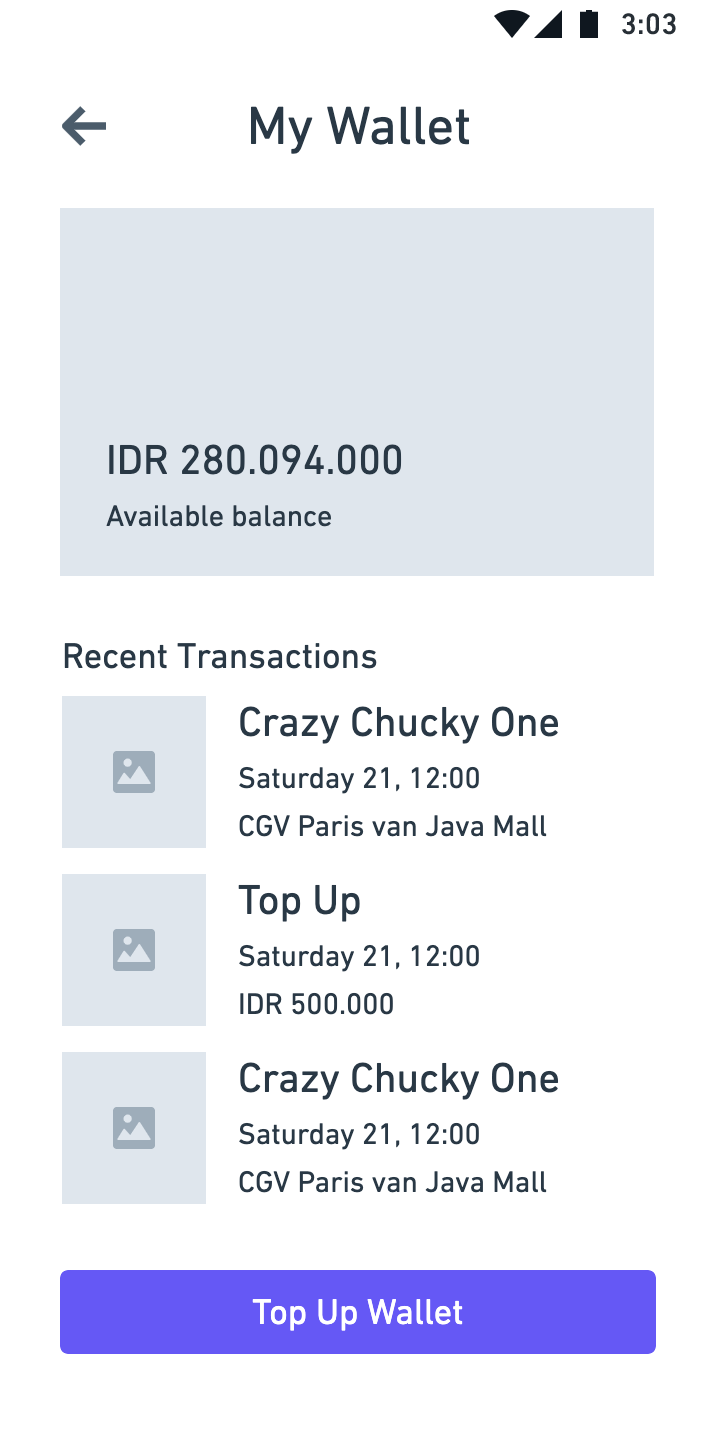 3:03
My Wallet
IDR 280.094.000
Available balance
Recent Transactions
Crazy Chucky One
Saturday 21, 12:00
CGV Paris van Java Mall
Top Up
Saturday 21, 12:00
IDR 500.000
Crazy Chucky One
Saturday 21, 12:00
CGV Paris van Java Mall
Top Up Wallet